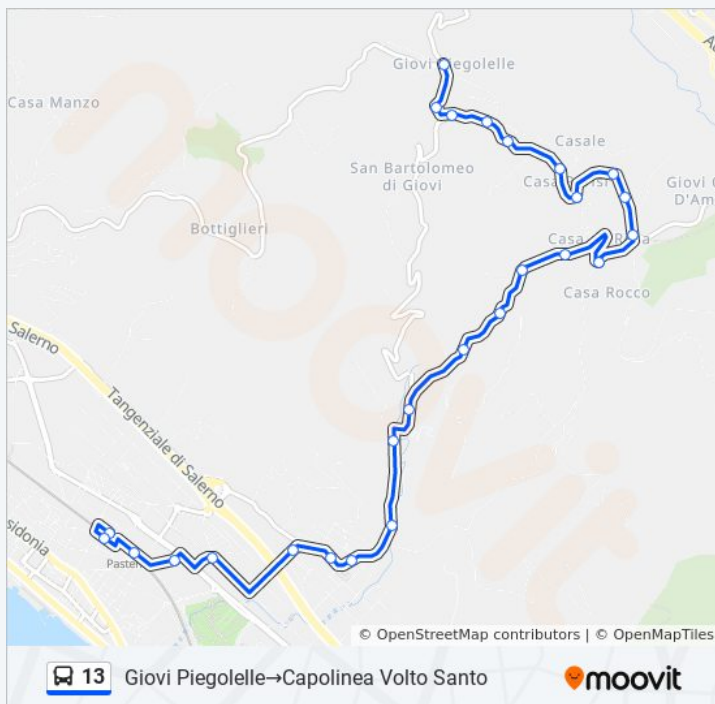 Giovi Piegolelle
Casa Manzo
Casale
San Bartolomeo
di Giovi
Bottiglieri
Casa Rocco
Salerno
Tangenziale di Salerno
© OpenStreetMap contributors | © OpenMapTiles
13 Giovi Piegolelle→Capolinea Volto Santo
moovit
moovit